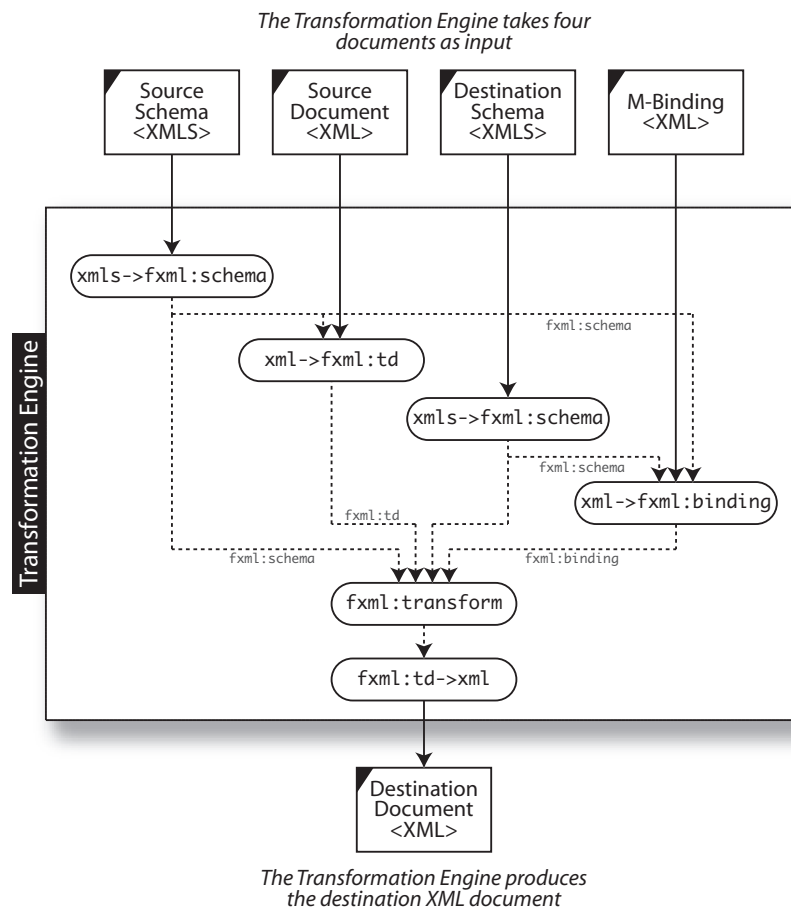 The Transformation Engine takes four
documents as input
Source
Schema
<XMLS>
Source
Document
<XML>
Destination
Schema
<XMLS>
M-Binding
<XML>
Transformation Engine
xmls->fxml:schema
fxml:schema
xml->fxml:td
xmls->fxml:schema
fxml:schema
xml->fxml:binding
fxml:td
fxml:schema
fxml:binding
fxml:transform
fxml:td->xml
Destination
Document
<XML>
The Transformation Engine produces
the destination XML document